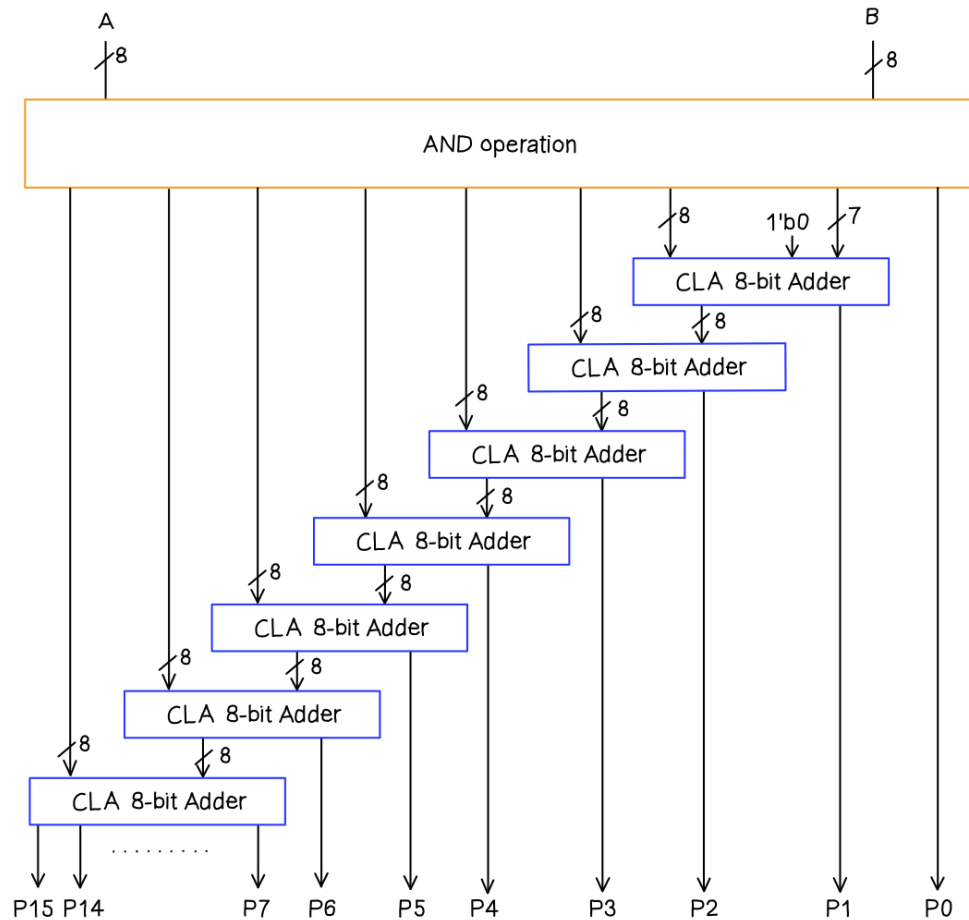 A B
8 8
AND operation
8 1'b0 7
CLA 8-bit Adder
8 8
CLA 8-bit Adder
8 8
CLA 8-bit Adder
8 8
CLA 8-bit Adder
8 8
CLA 8-bit Adder
8 8
CLA 8-bit Adder
8 8
CLA 8-bit Adder
. . . . . . . . .
P15 P14 P7 P6 P5 P4 P3 P2 P1 P0